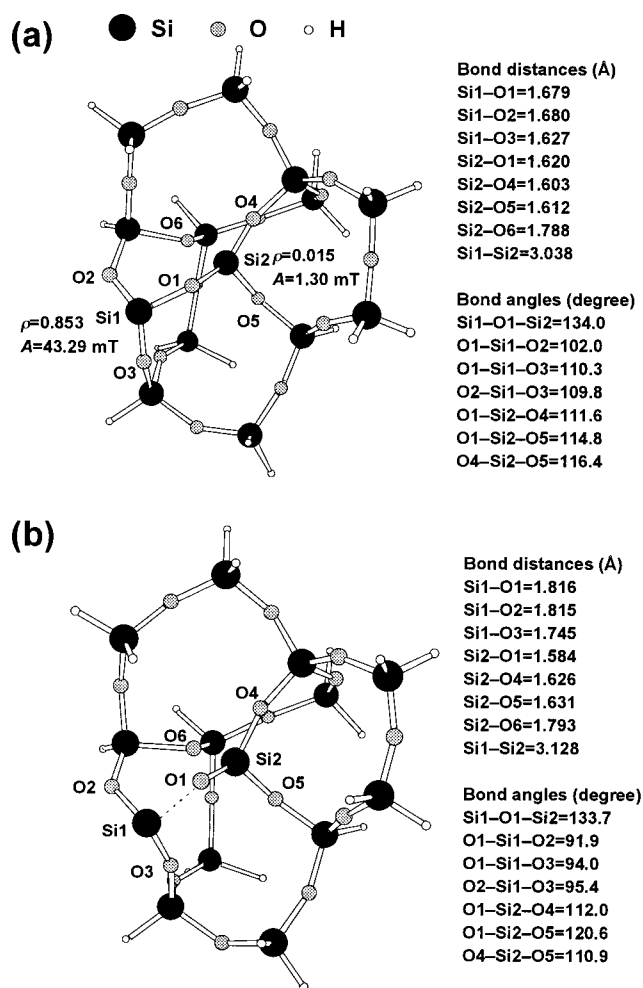 (a)
Si O H
Bond distances (Å)
Si1–O1=1.679
Si1–O2=1.680
Si1–O3=1.627
Si2–O1=1.620
Si2–O4=1.603
Si2–O5=1.612
Si2–O6=1.788
Si1–Si2=3.038
Bond angles (degree)
Si1–O1–Si2=134.0
O1–Si1–O2=102.0
O1–Si1–O3=110.3
O2–Si1–O3=109.8
O1–Si2–O4=111.6
O1–Si2–O5=114.8
O4–Si2–O5=116.4
O4
O6
ρ=0.015
Si2
A=1.30 mT
O2
O1
Si1
O5
ρ=0.853
A=43.29 mT
O3
(b)
Bond distances (Å)
Si1–O1=1.816
Si1–O2=1.815
Si1–O3=1.745
Si2–O1=1.584
Si2–O4=1.626
Si2–O5=1.631
Si2–O6=1.793
Si1–Si2=3.128
Bond angles (degree)
Si1–O1–Si2=133.7
O1–Si1–O2=91.9
O1–Si1–O3=94.0
O2–Si1–O3=95.4
O1–Si2–O4=112.0
O1–Si2–O5=120.6
O4–Si2–O5=110.9
O4
O6
Si2
O1
O2
O5
Si1
O3